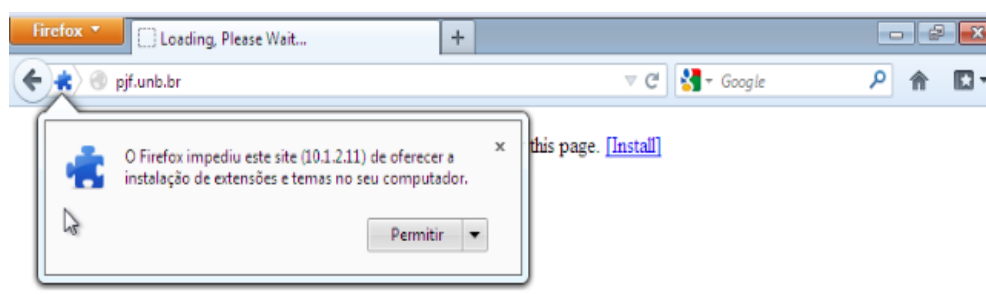 Firefox
Loading, Please Wait...
pjf.unb.br
Google
this page. [Install]
O Firefox impediu este site (10.1.2.11) de oferecer a
instalação de extensões e temas no seu computador.
Permitir